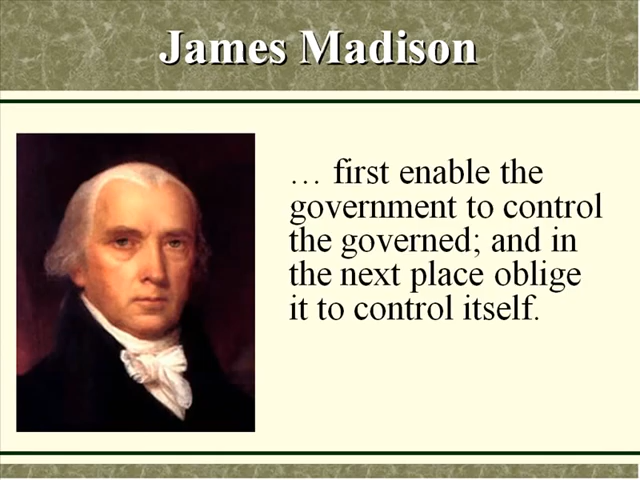 James Madison
… first enable the
government to control
the governed; and in
the next place oblige
it to control itself.